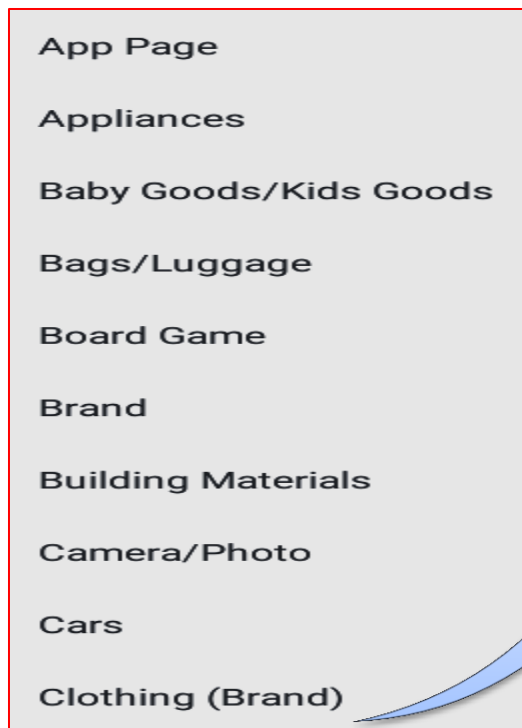 App Page
Appliances
Baby Goods/Kids Goods
Bags/Luggage
Board Game
Brand
Building Materials
Camera/Photo
Cars
Clothing (Brand)